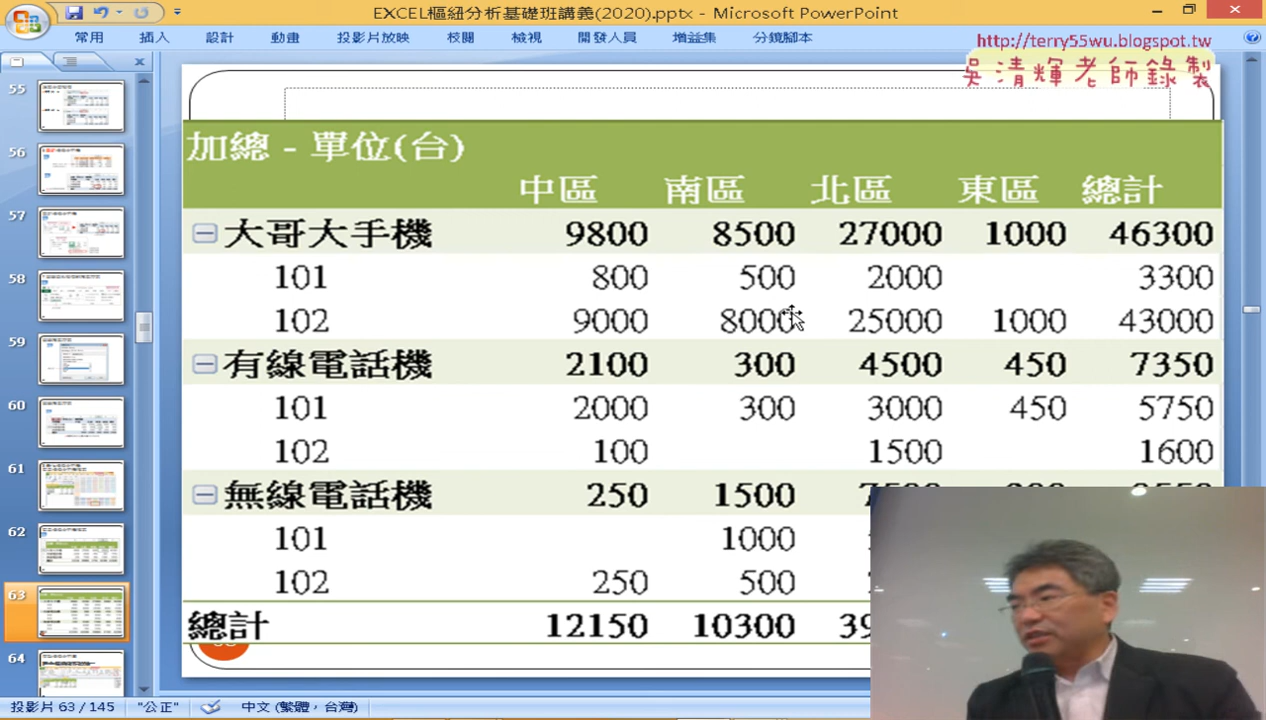 EXCEL樞紐分析基礎班講義(2020).pptx - Microsoft PowerPoint
常用 插入 設計 動畫 投影片放映 校閱 檢視 開發人員 增益集 分鏡腳本
http://terry55wu.blogspot.tw
吳清輝老師錄製
55
56
57
58
59
60
61
62
63
64
加總 - 單位(台)
中區 南區 北區 東區 總計
大哥大手機 9800 8500 27000 1000 46300
101 800 500 2000 3300
102 9000 8000 25000 1000 43000
有線電話機 2100 300 4500 450 7350
101 2000 300 3000 450 5750
102 100 1500 1600
無線電話機 250 1500
101 1000
102 250 500
總計 12150 10300 39
投影片 63 / 145 "公正" 中文 (繁體，台灣)